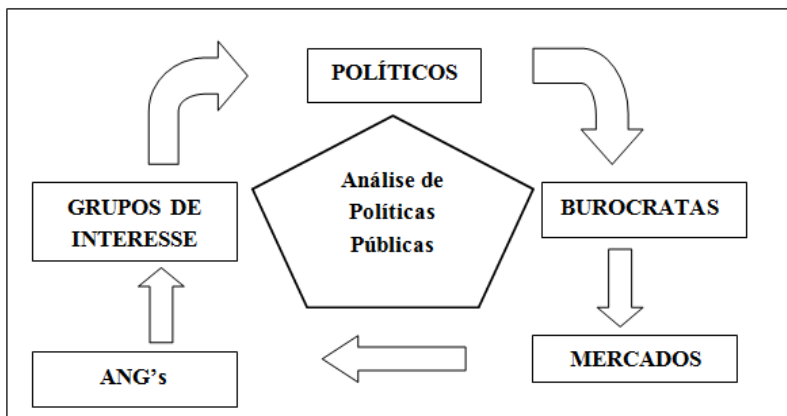 POLÍTICOS
Análise de
Políticas
Públicas
GRUPOS DE
INTERESSE
BUROCRATAS
ANG's
MERCADOS